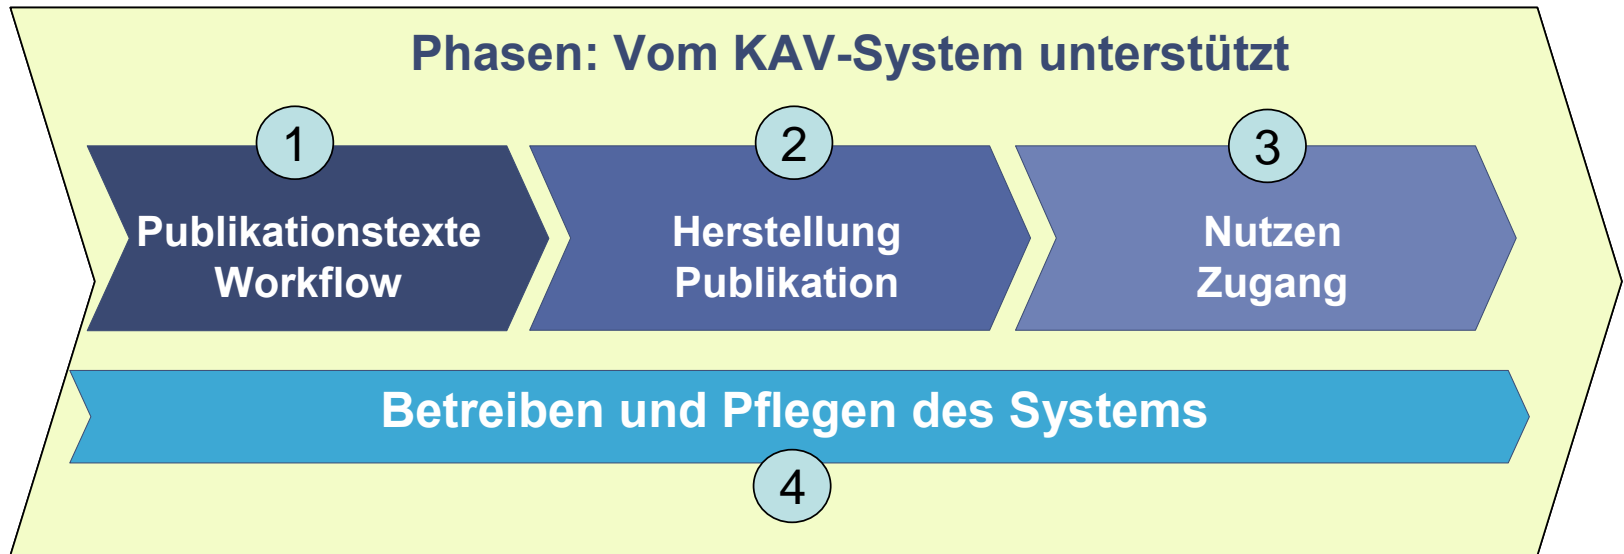 Phasen: Vom KAV-System unterstützt
1
2
3
Publikationstexte
Workflow
Herstellung
Publikation
Nutzen
Zugang
Betreiben und Pflegen des Systems
4